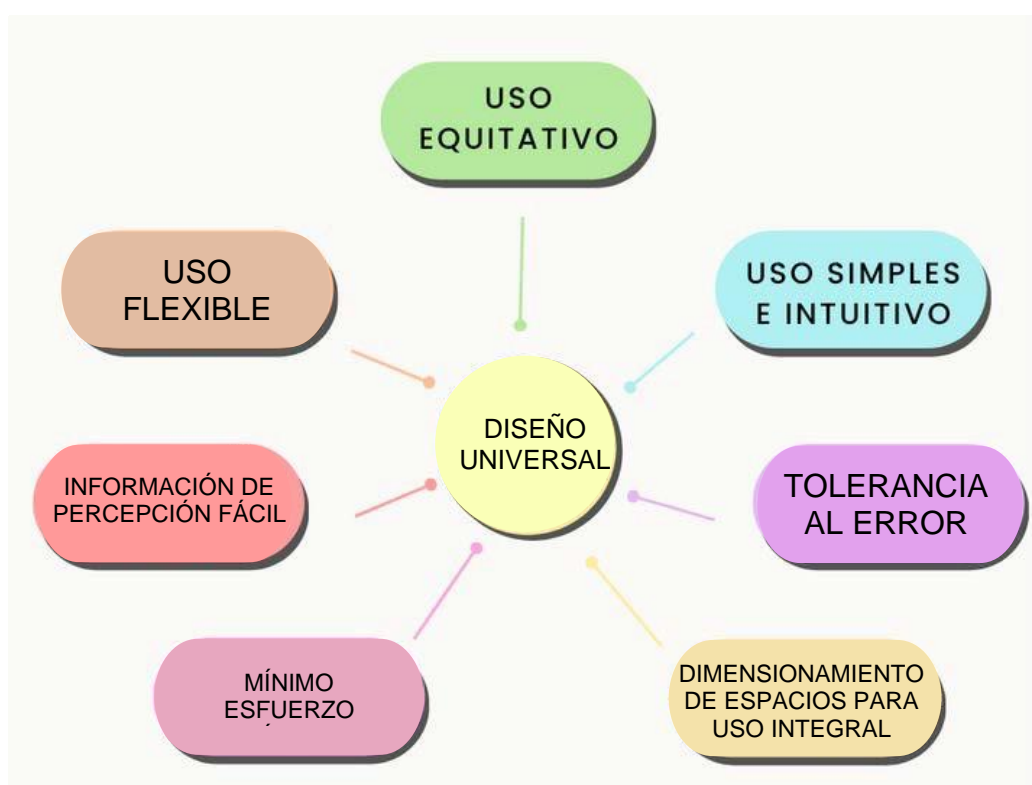 USO
EQUITATIVO
USO
FLEXIBLE
USO SIMPLES
E INTUITIVO
DISEÑO
UNIVERSAL
INFORMACIÓN DE
PERCEPCIÓN FÁCIL
TOLERANCIA
AL ERROR
MÍNIMO
ESFUERZO
DIMENSIONAMIENTO
DE ESPACIOS PARA
USO INTEGRAL